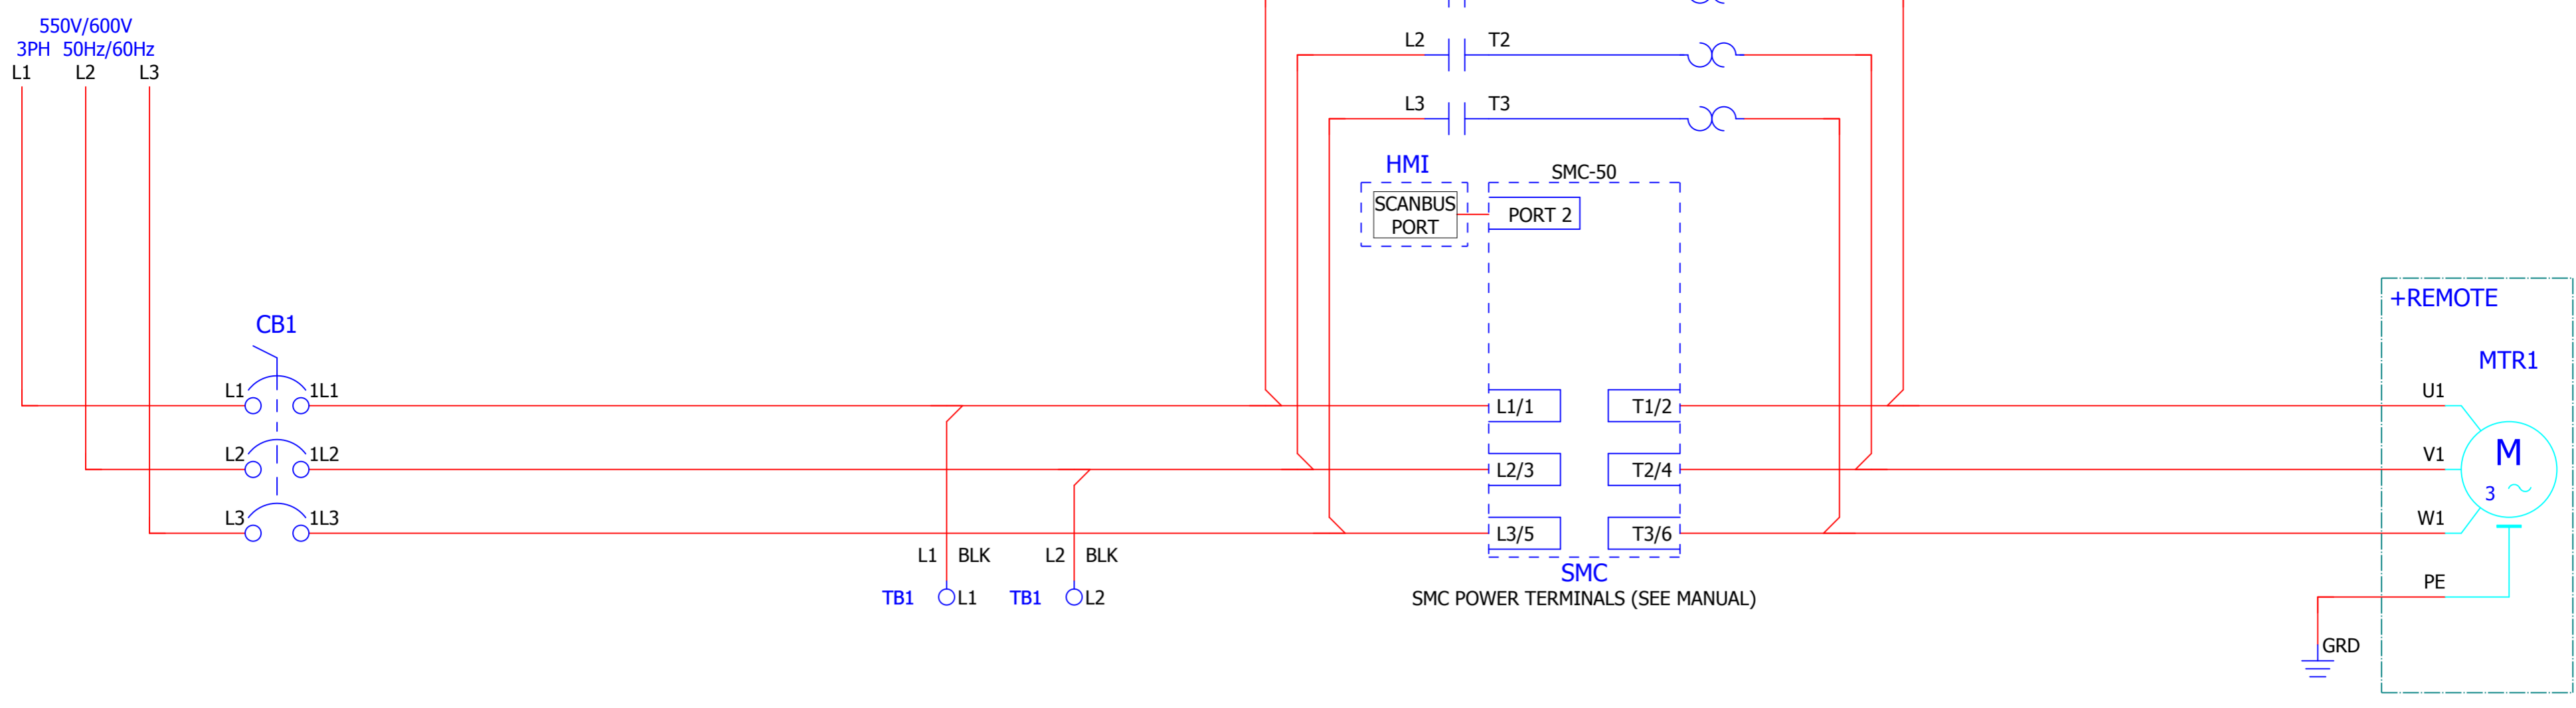 550V/600V
3PH 50Hz/60Hz
L1 L2 L3
L2 T2
L3 T3
HMI
SMC-50
SCANBUS
PORT
PORT 2
+REMOTE
CB1
MTR1
L1 1L1
L1/1 T1/2
U1
L2 1L2
L2/3 T2/4
V1
M
3
L3 1L3
L3/5 T3/6
W1
L1 BLK
L2 BLK
SMC
PE
TB1 L1
TB1 L2
SMC POWER TERMINALS (SEE MANUAL)
GRD